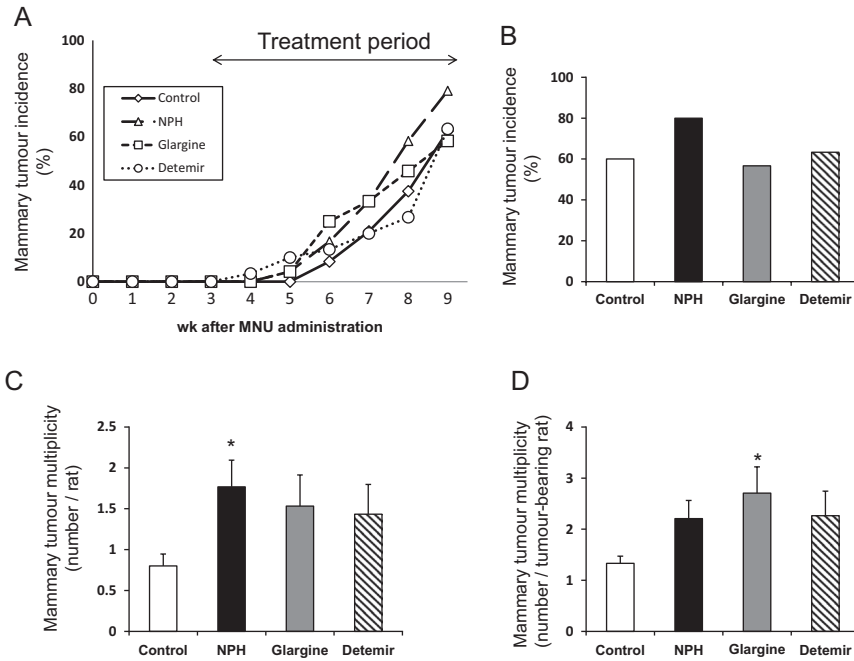 A
Treatment period
Mammary tumour incidence
(%)
100
80
60
40
20
0
Control
NPH
Glargine
Detemir
0 1 2 3 4 5 6 7 8 9
wk after MNU administration
B
Mammary tumour incidence
(%)
100
80
60
40
20
0
Control NPH Glargine Detemir
C
Mammary tumour multiplicity
(number / rat)
2.5
2
1.5
1
0.5
0
*
Control NPH Glargine Detemir
D
Mammary tumour multiplicity
(number / tumour-bearing rat)
4
3
2
1
0
*
Control NPH Glargine Detemir